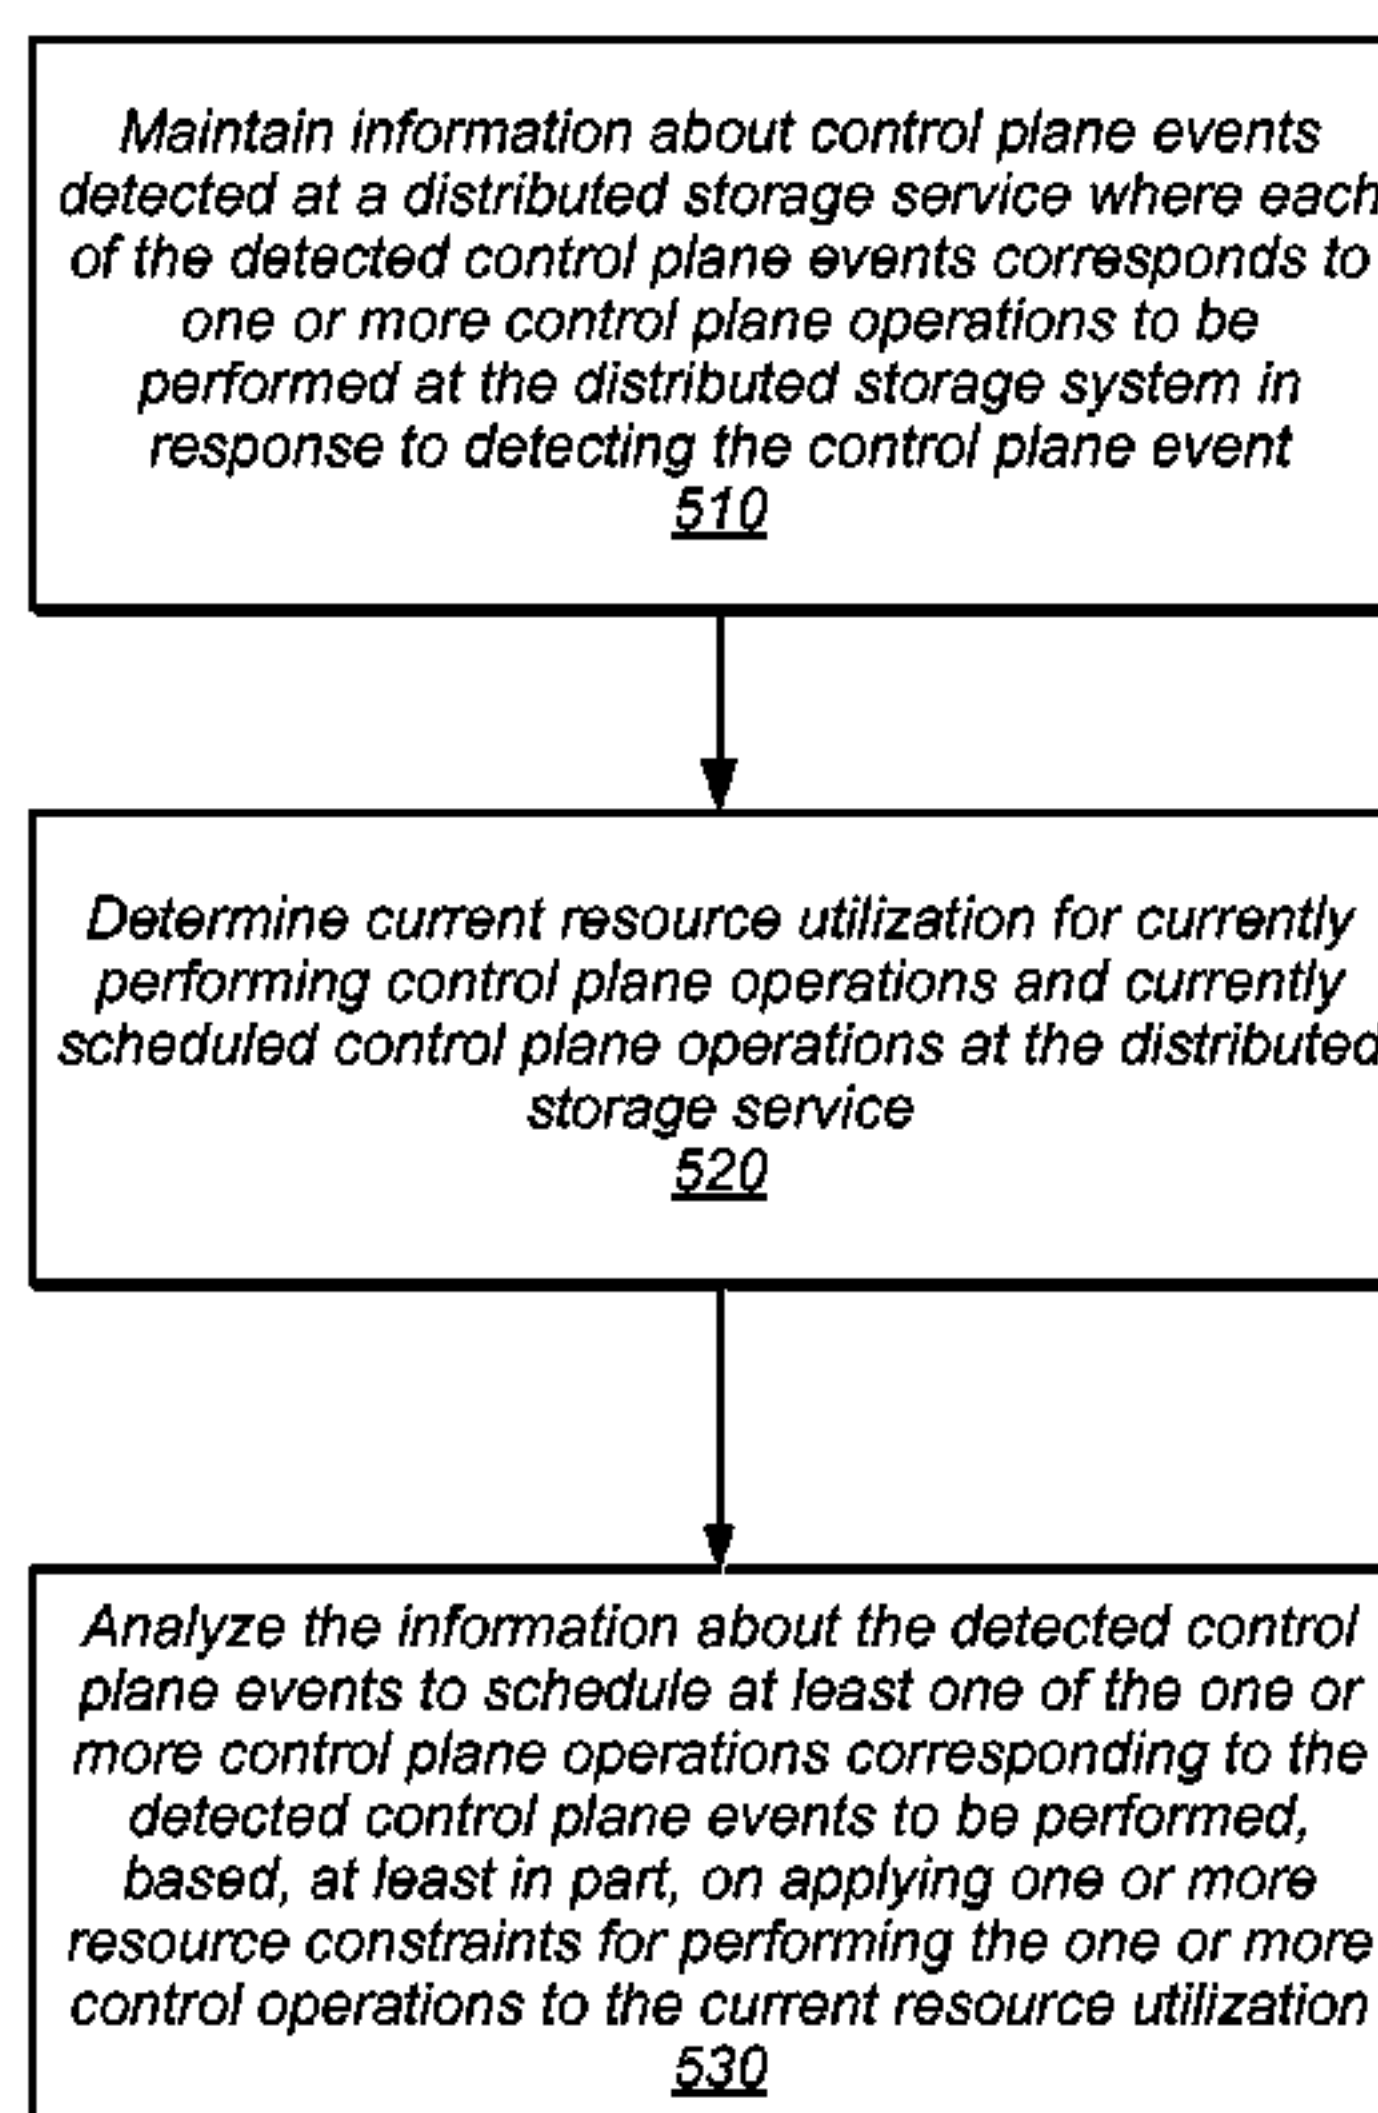 Maintain information about control plane events
detected at a distributed storage service where each
of the detected control plane events corresponds to
one or more control plane operations to be
performed at the distributed storage system in
response to detecting the control plane event
510
Determine current resource utilization for currently
performing control plane operations and currently
scheduled control plane operations at the distributed
storage service
520
Analyze the information about the detected control
plane events to schedule at least one of the one or
more control plane operations corresponding to the
detected control plane events to be performed,
based, at least in part, on applying one or more
resource constraints for performing the one or more
control operations to the current resource utilization
530